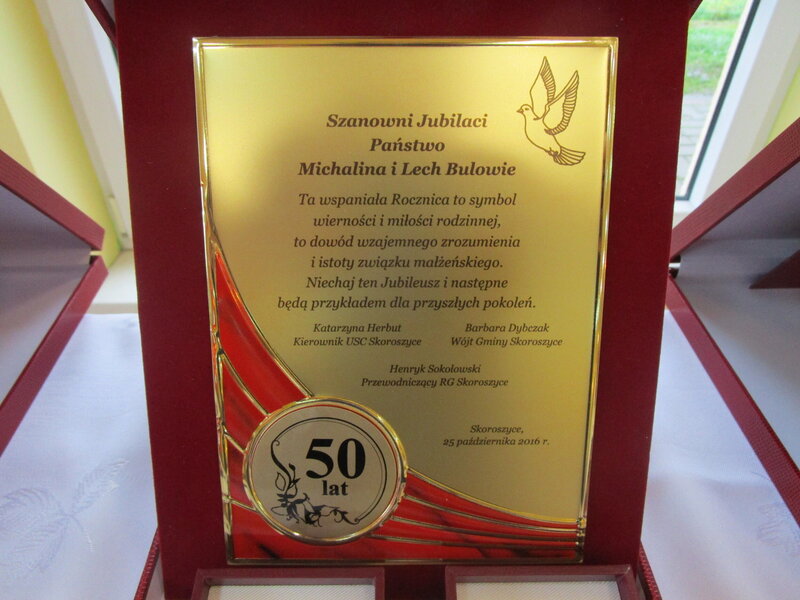 Szanowni Jubilaci
Państwo
Michalina i Lech Bulowie
Ta wspaniała Rocznica to symbol
wierności i miłości rodzinnej,
to dowód wzajemnego zrozumienia
i istoty związku małżeńskiego.
Niechaj ten Jubileusz i następne
będą przykładem dla przyszłych pokoleń.
Katarzyna Herbut
Kierownik USC Skoroszyce
Barbara Dybczak
Wójt Gminy Skoroszyce
Henryk Sokołowski
Przewodniczący RG Skoroszyce
Skoroszyce,
25 października 2016 r.
50
lat